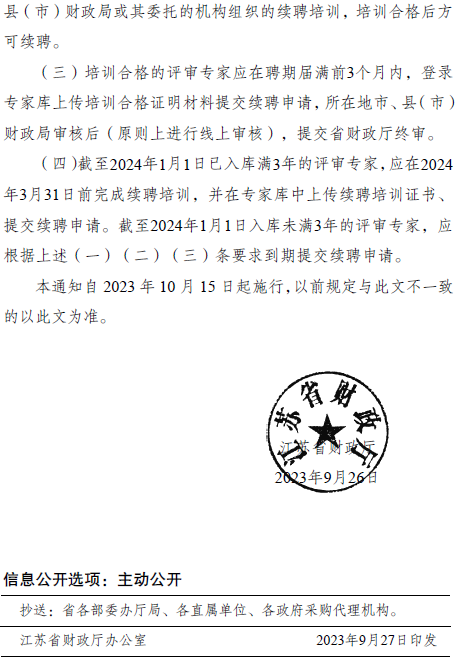 县（市）财政局或其委托的机构组织的续聘培训，培训合格后方
可续聘。
（三）培训合格的评审专家应在聘期届满前3个月内，登录
专家库上传培训合格证明材料提交续聘申请，所在地市、县（市）
财政局审核后（原则上进行线上审核），提交省财政厅终审。
（四）截至2024年1月1日已入库满3年的评审专家，应在2024
年3月31日前完成续聘培训，并在专家库中上传续聘培训证书、
提交续聘申请。截至2024年1月1日入库未满3年的评审专家，应
根据上述（一）（二）（三）条要求到期提交续聘申请。
本通知自 2023 年 10 月 15 日起施行，以前规定与此文不一致
的以此文为准。
江苏省财政厅
江苏省财政厅
2023年9月26日
信息公开选项：主动公开
抄送：省各部委办厅局、各直属单位、各政府采购代理机构。
江苏省财政厅办公室 2023年9月27日印发